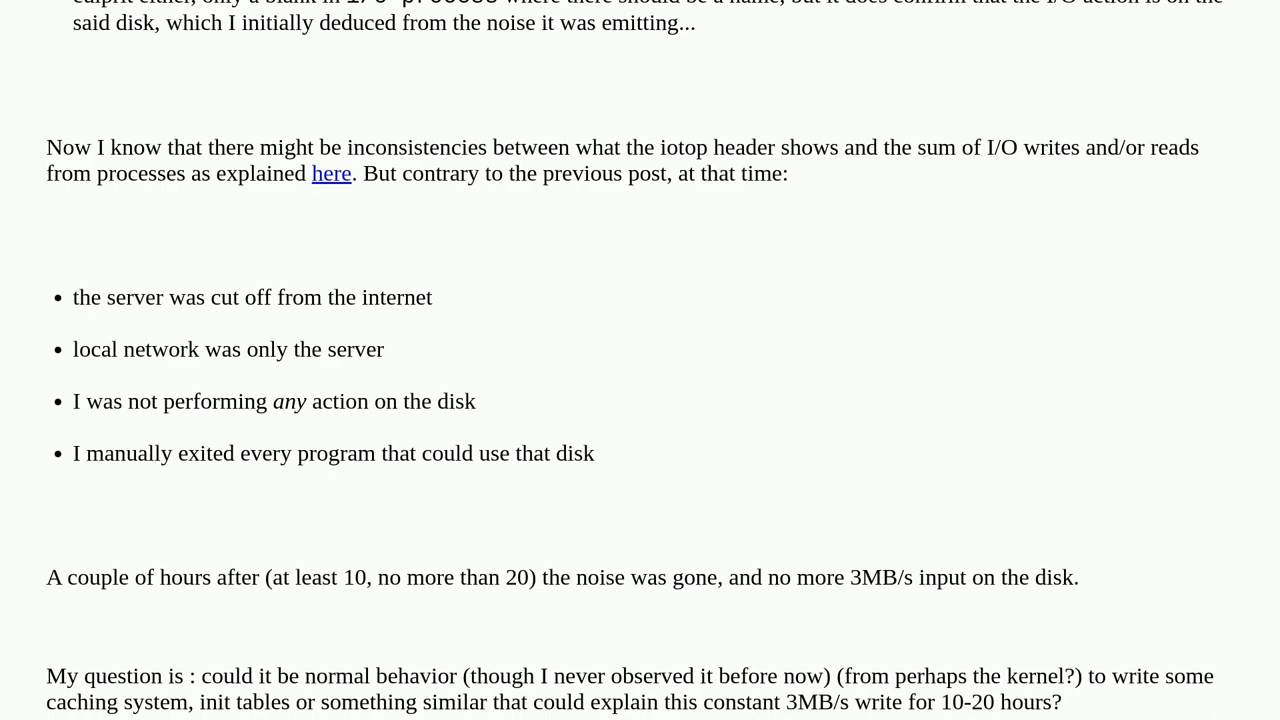 said disk, which I initially deduced from the noise it was emitting...
Now I know that there might be inconsistencies between what the iotop header shows and the sum of I/O writes and/or reads
from processes as explained here. But contrary to the previous post, at that time:
• the server was cut off from the internet
• local network was only the server
• I was not performing any action on the disk
• I manually exited every program that could use that disk
A couple of hours after (at least 10, no more than 20) the noise was gone, and no more 3MB/s input on the disk.
My question is : could it be normal behavior (though I never observed it before now) (from perhaps the kernel?) to write some
caching system, init tables or something similar that could explain this constant 3MB/s write for 10-20 hours?